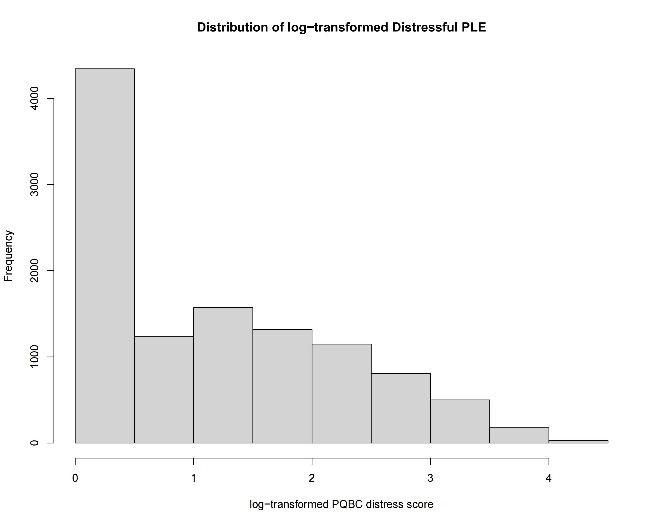 Distribution of log−transformed Distressful PLE
Frequency
4000
3000
2000
1000
0
0 1 2 3 4
log−transformed PQBC distress score